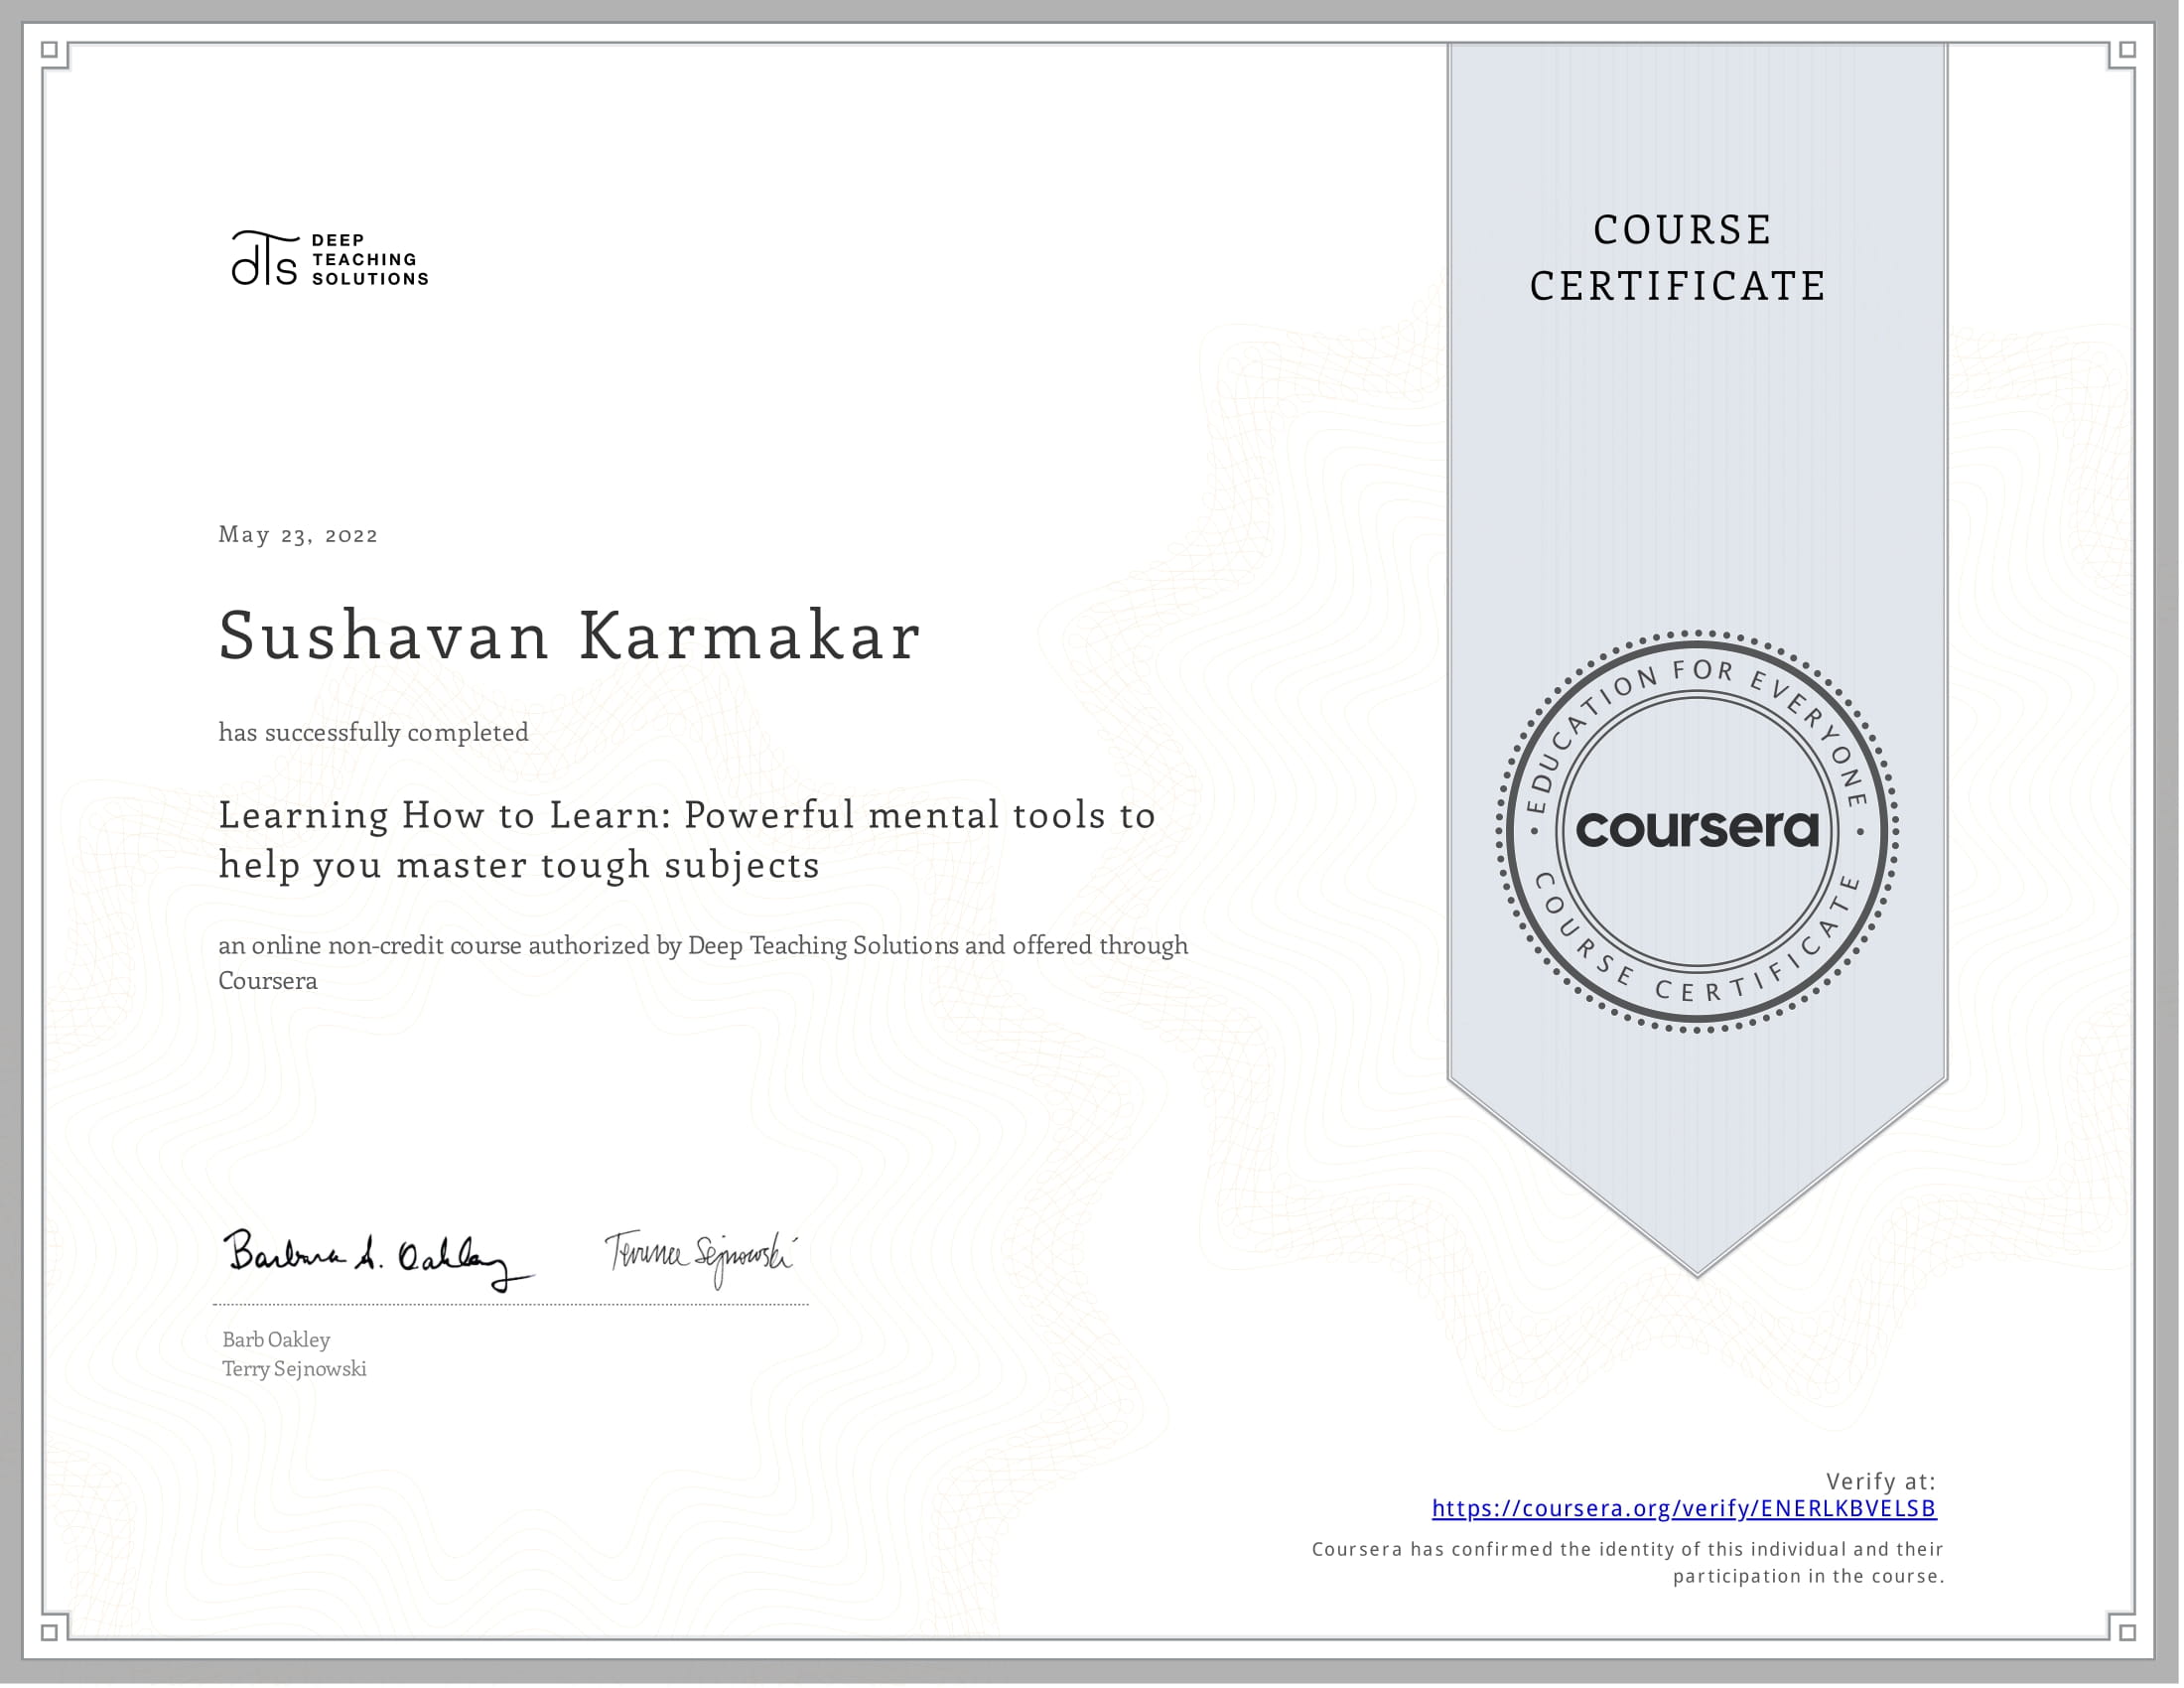 DEEP
TEACHING
SOLUTIONS
COURSE
CERTIFICATE
May 23, 2022
Sushavan Karmakar
has successfully completed
Learning How to Learn: Powerful mental tools to
help you master tough subjects
an online non-credit course authorized by Deep Teaching Solutions and offered through
Coursera
EDUCATION FOR EVERYONE
coursera
COURSE CERTIFICATE
Barbara A. Oakley
Terrence Sejnowski
Barb Oakley
Terry Sejnowski
Verify at:
https://coursera.org/verify/ENERLKBVELSB
Coursera has confirmed the identity of this individual and their
participation in the course.